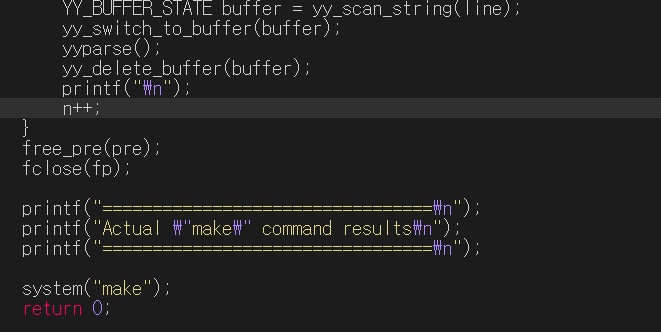 YY_BUFFER_STATE buffer = yy_scan_string(line);
yy_switch_to_buffer(buffer);
yyparse();
yy_delete_buffer(buffer);
printf("₩n");
n++;
}
free_pre(pre);
fclose(fp);
printf("=================================₩n");
printf("Actual ₩"make₩" command results₩n");
printf("=================================₩n");
system("make");
return 0;